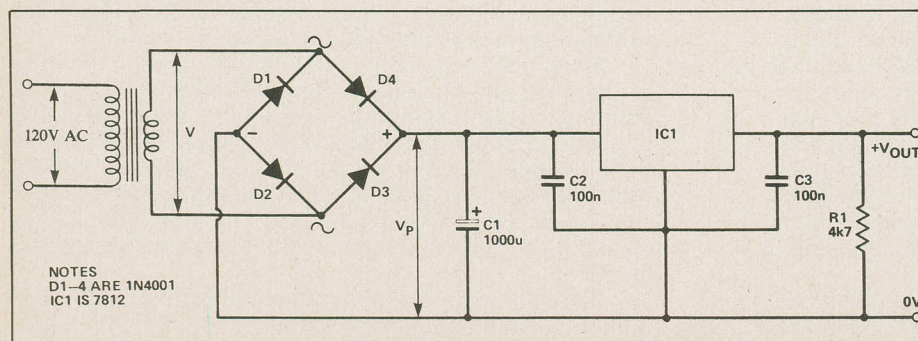 120V AC
V
D1
D4
D2
D3
−
+
V_P
+
C1
1000u
C2
100n
IC1
C3
100n
+V_OUT
R1
4k7
0V
NOTES
D1–4 ARE 1N4001
IC1 IS 7812